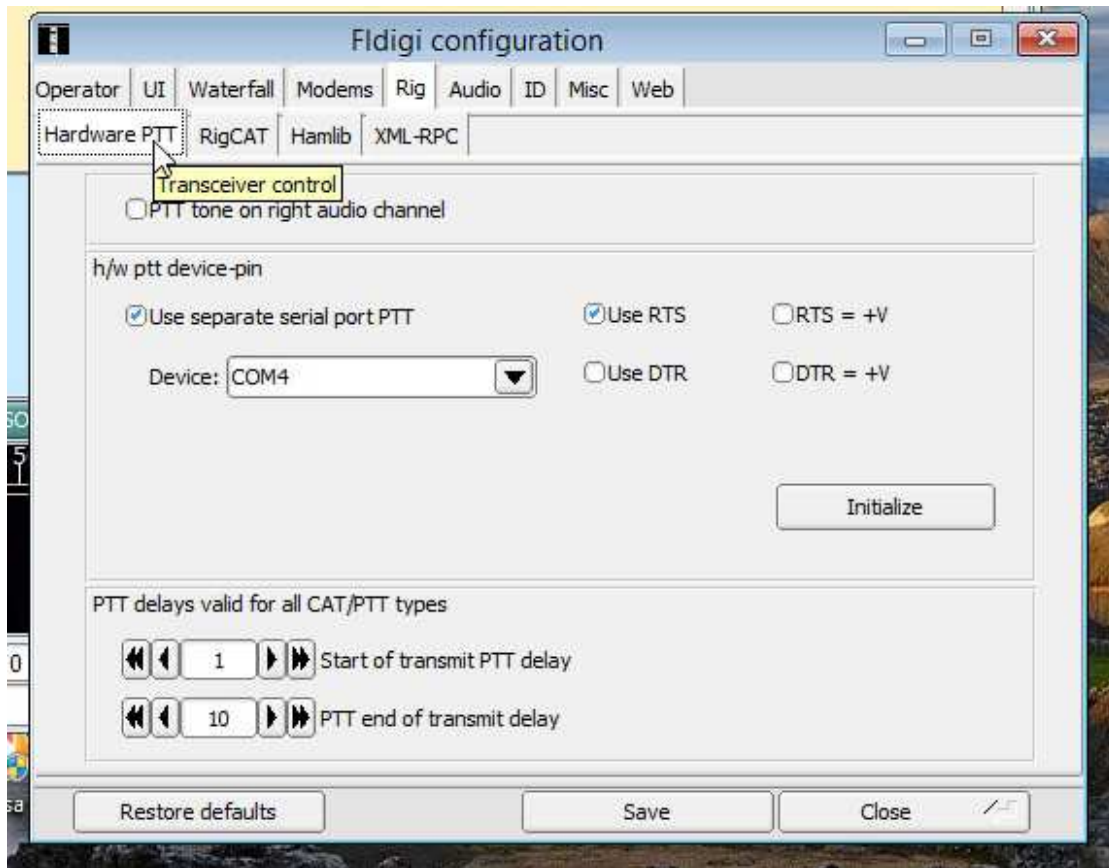 Fldigi configuration
Operator UI Waterfall Modems Rig Audio ID Misc Web
Hardware PTT RigCAT Hamlib XML-RPC
Transceiver control
PTT tone on right audio channel
h/w ptt device-pin
Use separate serial port PTT Use RTS RTS = +V
Device: COM4 Use DTR DTR = +V
Initialize
PTT delays valid for all CAT/PTT types
1 Start of transmit PTT delay
10 PTT end of transmit delay
Restore defaults Save Close
5
0
sa